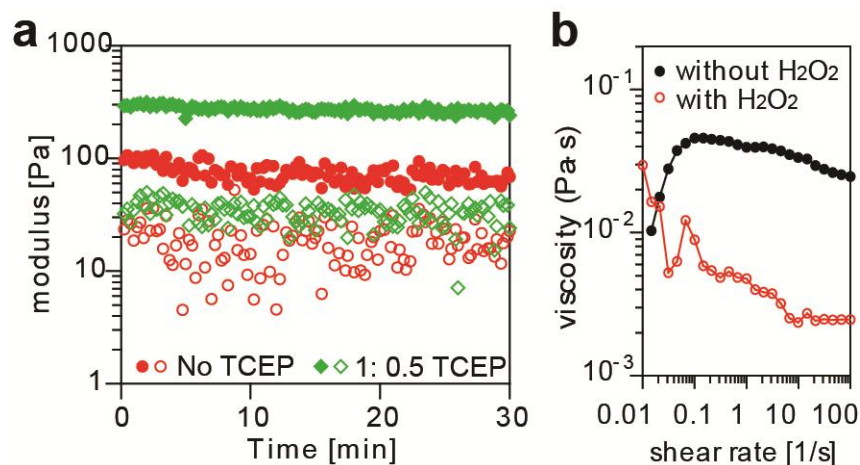 a
1000
100
10
1
modulus [Pa]
No TCEP
1: 0.5 TCEP
0
10
20
30
Time [min]
b
without H₂O₂
with H₂O₂
10⁻¹
10⁻²
10⁻³
viscosity (Pa·s)
0.01
0.1
1
10
100
shear rate [1/s]